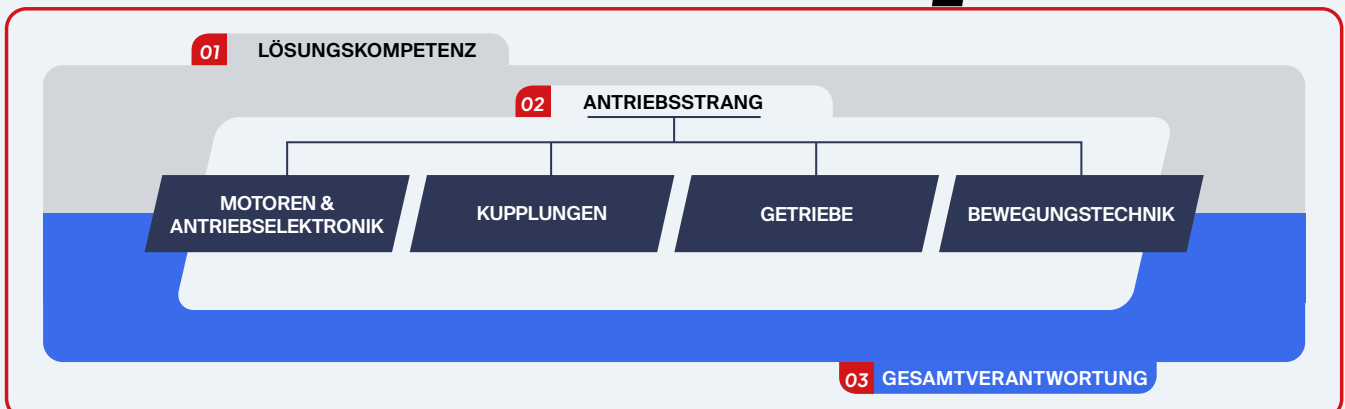 01 LÖSUNGSKOMPETENZ
02 ANTRIEBSSTRANG
MOTOREN &
ANTRIEBSELEKTRONIK
KUPPLUNGEN
GETRIEBE
BEWEGUNGSTECHNIK
03 GESAMTVERANTWORTUNG